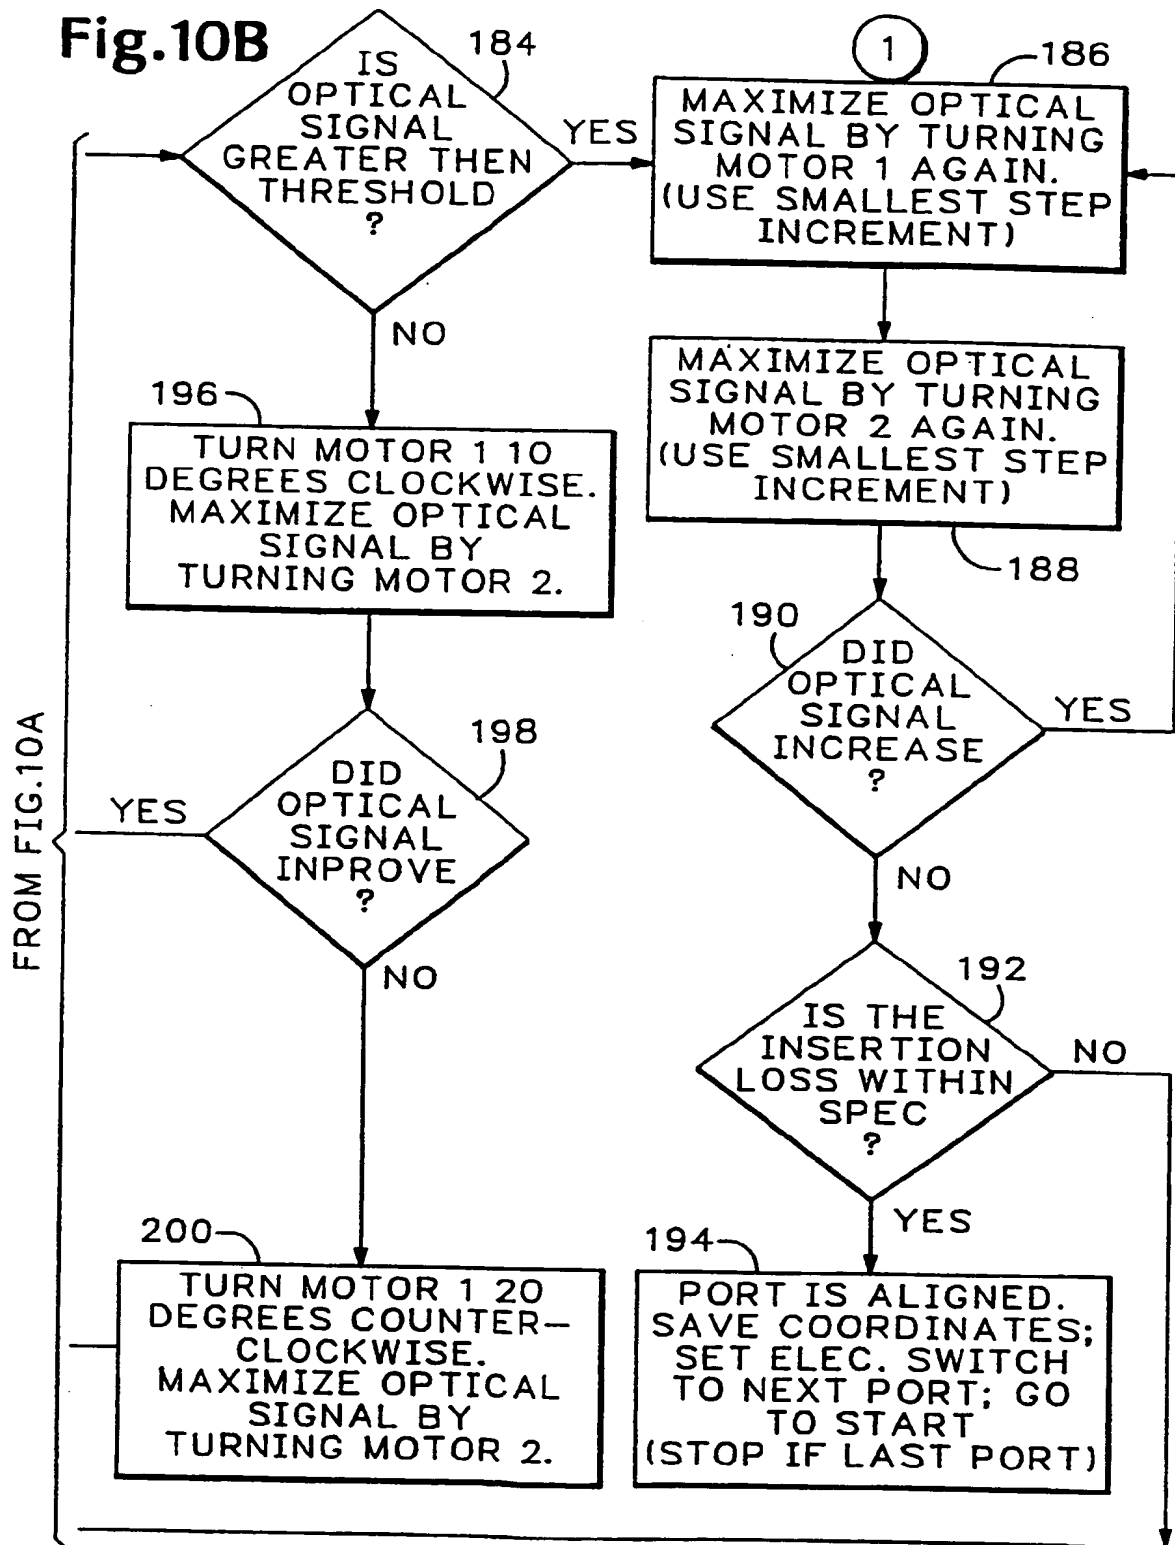 Fig.10B
184
IS
OPTICAL
SIGNAL
GREATER THEN
THRESHOLD
?
YES
NO
1
186
MAXIMIZE OPTICAL
SIGNAL BY TURNING
MOTOR 1 AGAIN.
(USE SMALLEST STEP
INCREMENT)
MAXIMIZE OPTICAL
SIGNAL BY TURNING
MOTOR 2 AGAIN.
(USE SMALLEST STEP
INCREMENT)
188
196
TURN MOTOR 1 10
DEGREES CLOCKWISE.
MAXIMIZE OPTICAL
SIGNAL BY
TURNING MOTOR 2.
190
DID
OPTICAL
SIGNAL
INCREASE
?
YES
NO
198
DID
OPTICAL
SIGNAL
INPROVE
?
YES
NO
FROM FIG.10A
192
IS THE
INSERTION
LOSS WITHIN
SPEC
?
NO
YES
200
TURN MOTOR 1 20
DEGREES COUNTER-
CLOCKWISE.
MAXIMIZE OPTICAL
SIGNAL BY
TURNING MOTOR 2.
194
PORT IS ALIGNED.
SAVE COORDINATES;
SET ELEC. SWITCH
TO NEXT PORT; GO
TO START
(STOP IF LAST PORT)